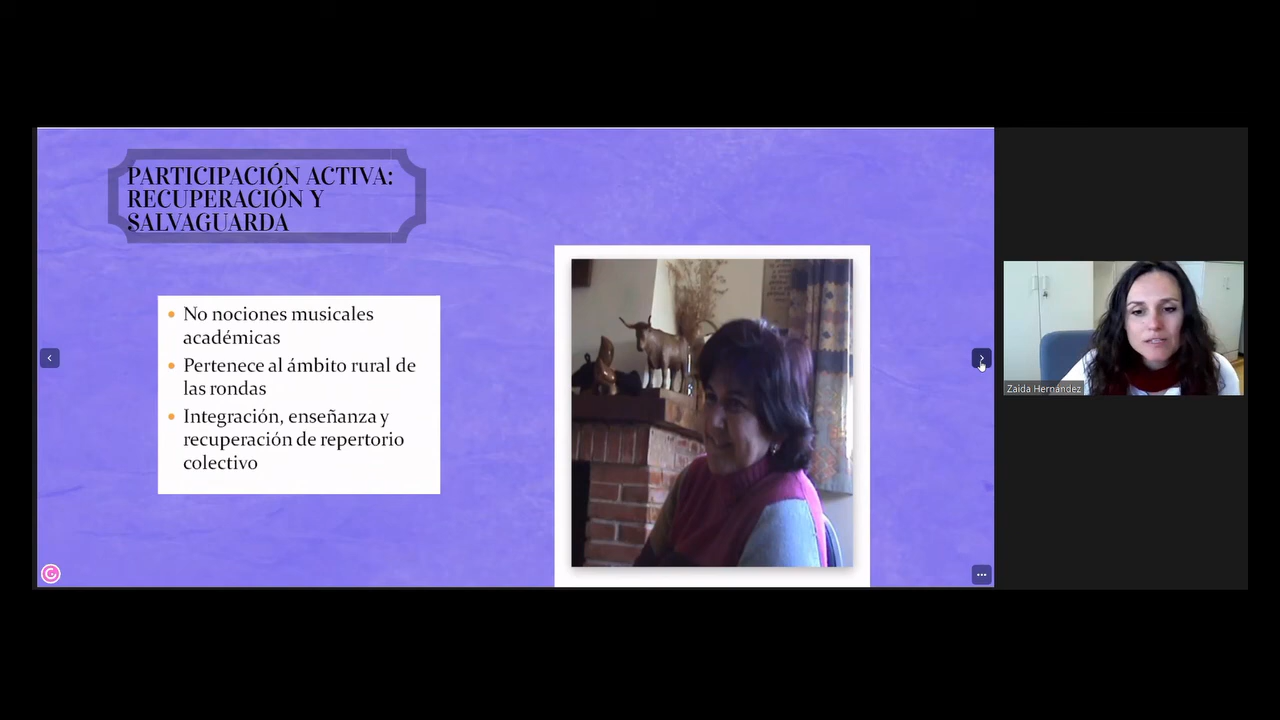 PARTICIPACIÓN ACTIVA:
RECUPERACIÓN Y
SALVAGUARDA
• No nociones musicales
académicas
• Pertenece al ámbito rural de
las rondas
• Integración, enseñanza y
recuperación de repertorio
colectivo
Zaida Hernández